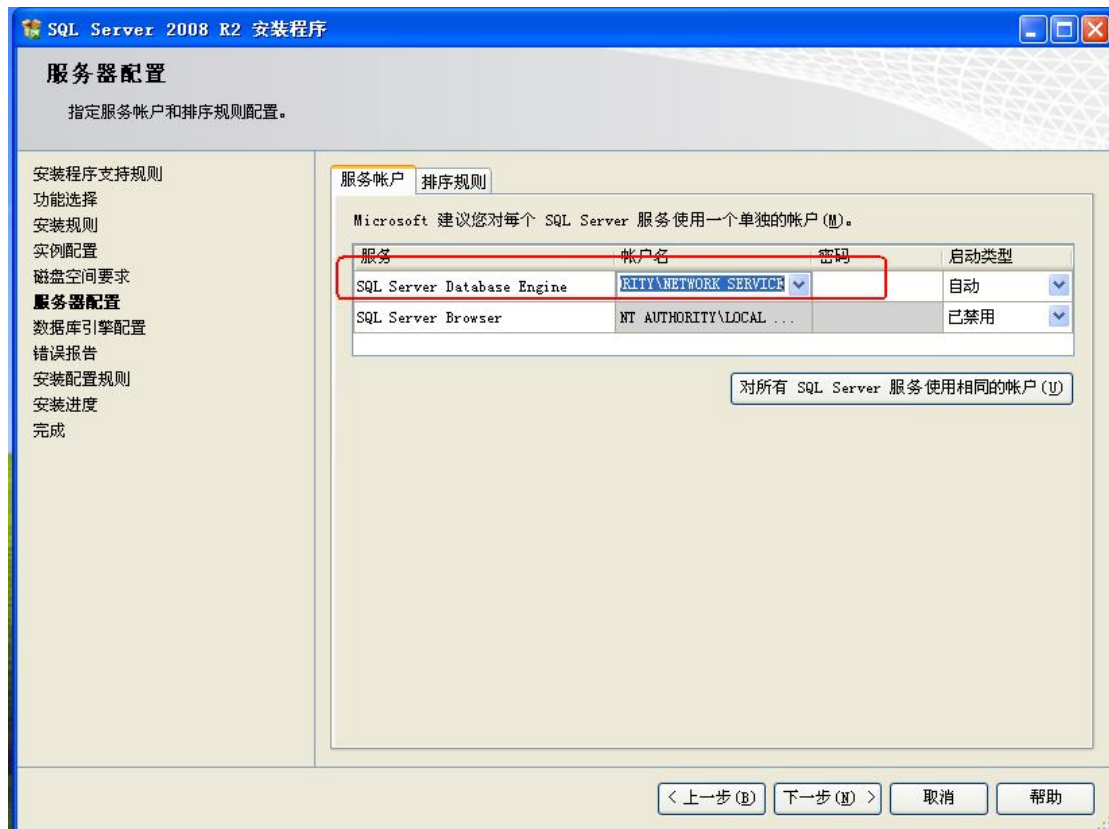 SQL Server 2008 R2 安装程序
服务器配置
指定服务帐户和排序规则配置。
安装程序支持规则
功能选择
安装规则
实例配置
磁盘空间要求
服务器配置
数据库引擎配置
错误报告
安装配置规则
安装进度
完成
服务帐户 排序规则
Microsoft 建议您对每个 SQL Server 服务使用一个单独的帐户(M)。
服务 帐户名 密码 启动类型
SQL Server Database Engine RITY\NETWORK SERVICE 自动
SQL Server Browser NT AUTHORITY\LOCAL ... 已禁用
对所有 SQL Server 服务使用相同的帐户(U)
< 上一步(B) 下一步(N) > 取消 帮助